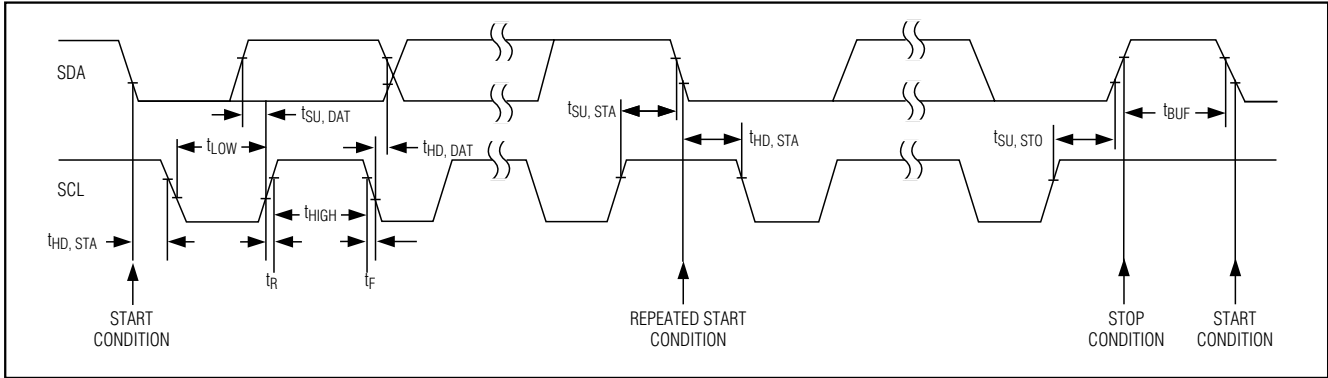 SDA
tSU, DAT
tSU, STA
tBUF
tLOW
tHD, DAT
tHD, STA
tSU, STO
SCL
tHIGH
tHD, STA
tR
tF
START
CONDITION
REPEATED START
CONDITION
STOP
CONDITION
START
CONDITION